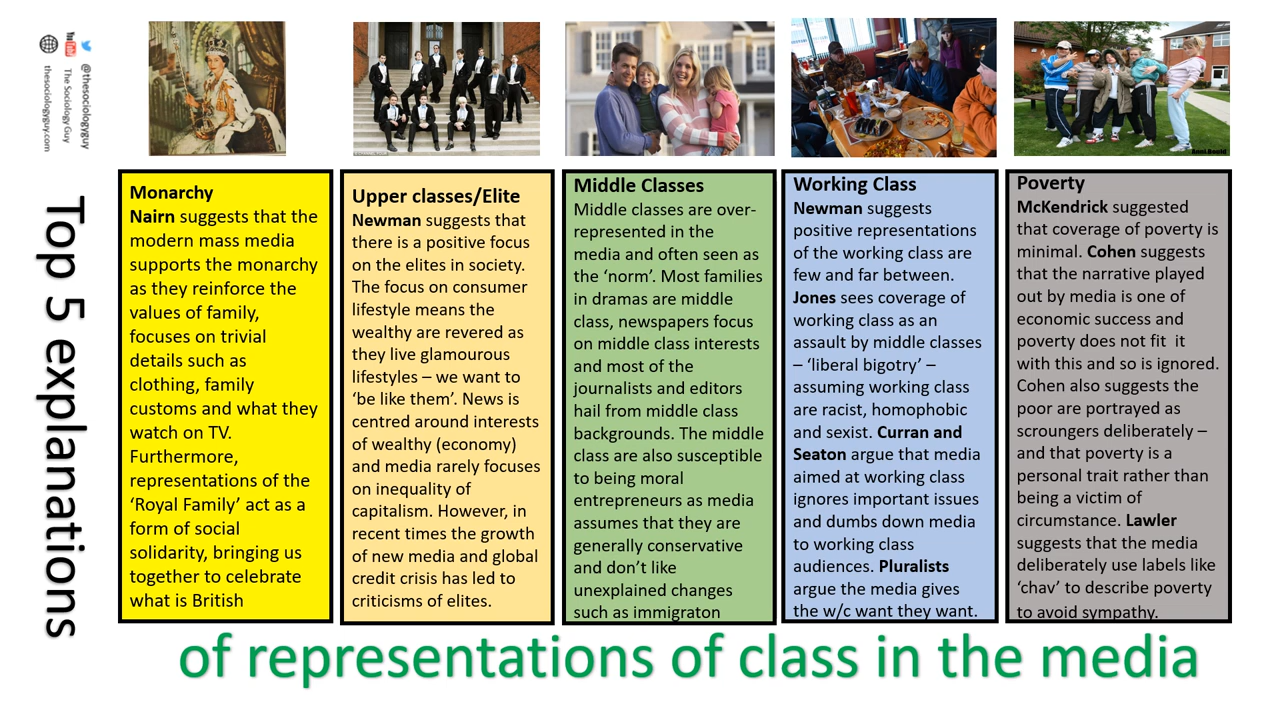 @thesociologyguy
The Sociology Guy
thesociologyguy.com
Top 5 explanations
Monarchy
Nairn suggests that the
modern mass media
supports the monarchy
as they reinforce the
values of family,
focuses on trivial
details such as
clothing, family
customs and what they
watch on TV.
Furthermore,
representations of the
‘Royal Family’ act as a
form of social
solidarity, bringing us
together to celebrate
what is British
Upper classes/Elite
Newman suggests that
there is a positive focus
on the elites in society.
The focus on consumer
lifestyle means the
wealthy are revered as
they live glamourous
lifestyles – we want to
‘be like them’. News is
centred around interests
of wealthy (economy)
and media rarely focuses
on inequality of
capitalism. However, in
recent times the growth
of new media and global
credit crisis has led to
criticisms of elites.
Middle Classes
Middle classes are over-
represented in the
media and often seen as
the ‘norm’. Most families
in dramas are middle
class, newspapers focus
on middle class interests
and most of the
journalists and editors
hail from middle class
backgrounds. The middle
class are also susceptible
to being moral
entrepreneurs as media
assumes that they are
generally conservative
and don’t like
unexplained changes
such as immigraton
Working Class
Newman suggests
positive representations
of the working class are
few and far between.
Jones sees coverage of
working class as an
assault by middle classes
– ‘liberal bigotry’ –
assuming working class
are racist, homophobic
and sexist. Curran and
Seaton argue that media
aimed at working class
ignores important issues
and dumbs down media
to working class
audiences. Pluralists
argue the media gives
the w/c want they want.
Poverty
McKendrick suggested
that coverage of poverty is
minimal. Cohen suggests
that the narrative played
out by media is one of
economic success and
poverty does not fit it
with this and so is ignored.
Cohen also suggests the
poor are portrayed as
scroungers deliberately –
and that poverty is a
personal trait rather than
being a victim of
circumstance. Lawler
suggests that the media
deliberately use labels like
‘chav’ to describe poverty
to avoid sympathy.
of representations of class in the media